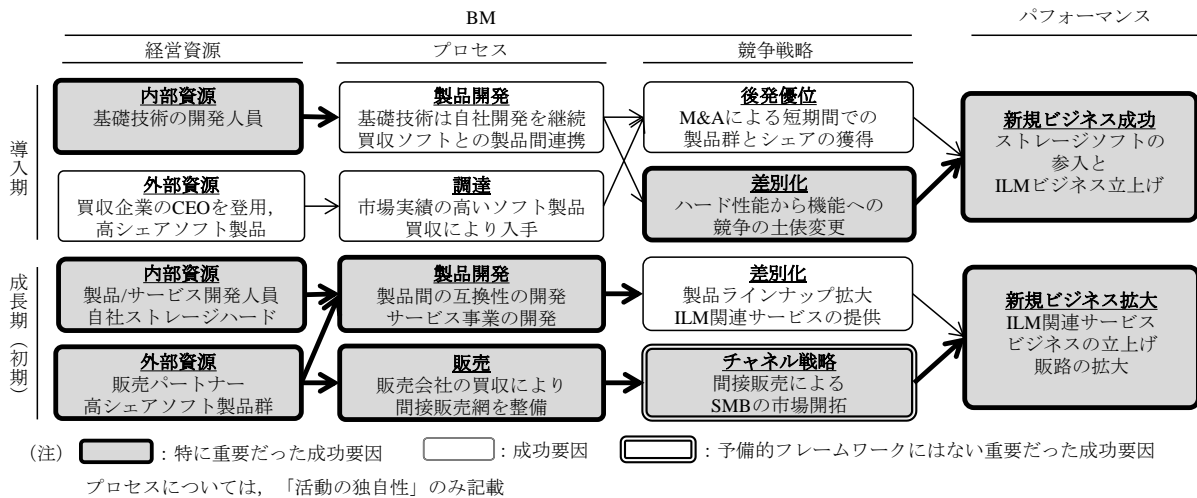 BM
パフォーマンス
経営資源
プロセス
競争戦略
導入期
内部資源
基礎技術の開発人員
製品開発
基礎技術は自社開発を継続
買収ソフトとの製品間連携
後発優位
M&Aによる短期間での
製品群とシェアの獲得
新規ビジネス成功
ストレージソフトの
参入と
ILMビジネス立上げ
外部資源
買収企業のCEOを登用,
高シェアソフト製品
調達
市場実績の高いソフト製品
買収により入手
差別化
ハード性能から機能への
競争の土俵変更
成長期(初期)
内部資源
製品/サービス開発人員
自社ストレージハード
製品開発
製品間の互換性の開発
サービス事業の開発
差別化
製品ラインナップ拡大
ILM関連サービスの提供
新規ビジネス拡大
ILM関連サービス
ビジネスの立上げ
販路の拡大
外部資源
販売パートナー
高シェアソフト製品群
販売
販売会社の買収により
間接販売網を整備
チャネル戦略
間接販売による
SMBの市場開拓
(注) :特に重要だった成功要因 :成功要因 :予備的フレームワークにはない重要だった成功要因
プロセスについては,「活動の独自性」のみ記載